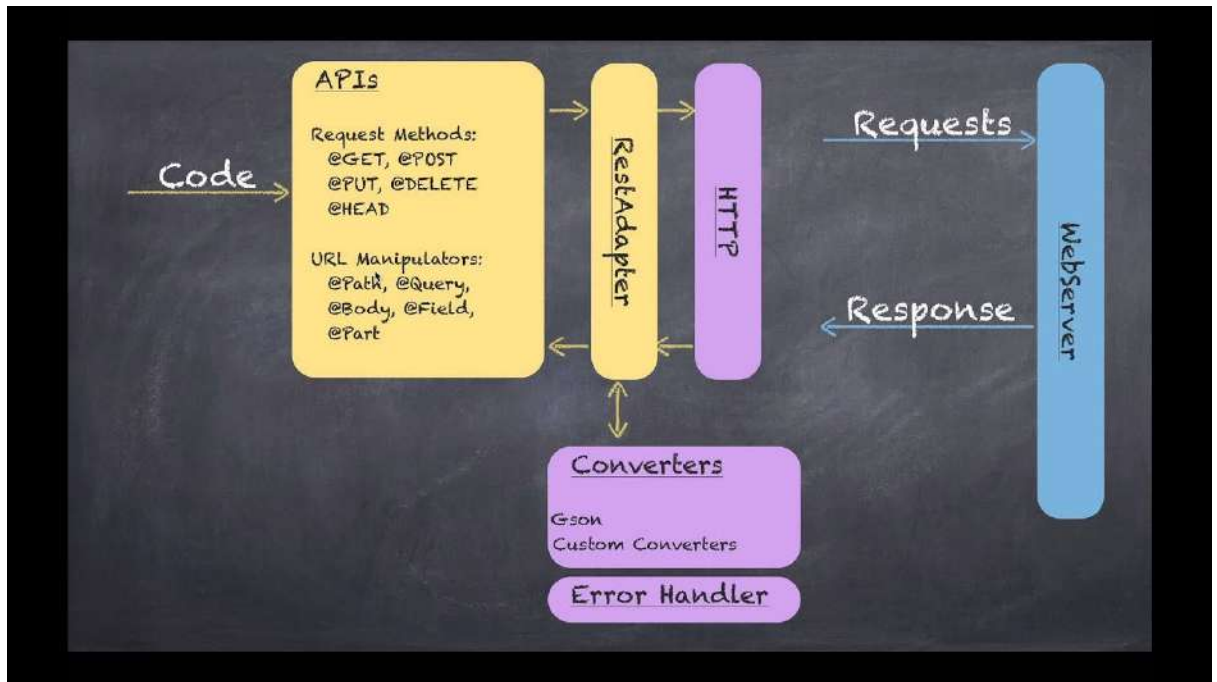 Code
APIs
Request Methods:
@GET, @POST
@PUT, @DELETE
@HEAD
URL Manipulators:
@Path, @Query,
@Body, @Field,
@Part
RestAdapter
HTTP
Requests
Response
WebServer
Converters
Gson
Custom Converters
Error Handler